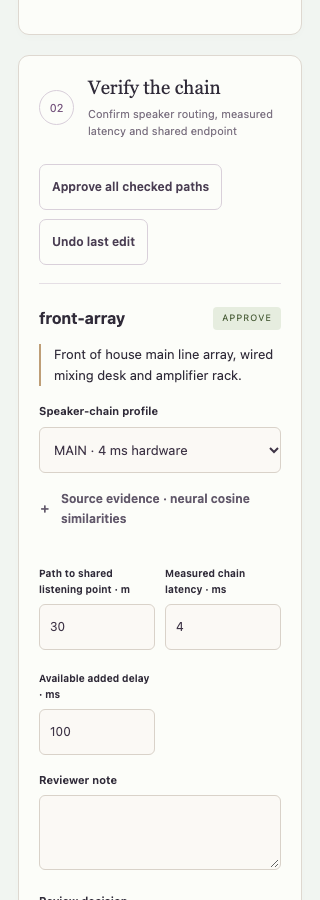 02
Verify the chain
Confirm speaker routing, measured
latency and shared endpoint
Approve all checked paths
Undo last edit
front-array
APPROVE
Front of house main line array, wired
mixing desk and amplifier rack.
Speaker-chain profile
MAIN · 4 ms hardware
+ Source evidence · neural cosine
similarities
Path to shared
listening point · m
Measured chain
latency · ms
30
4
Available added delay
· ms
100
Reviewer note
Review decision